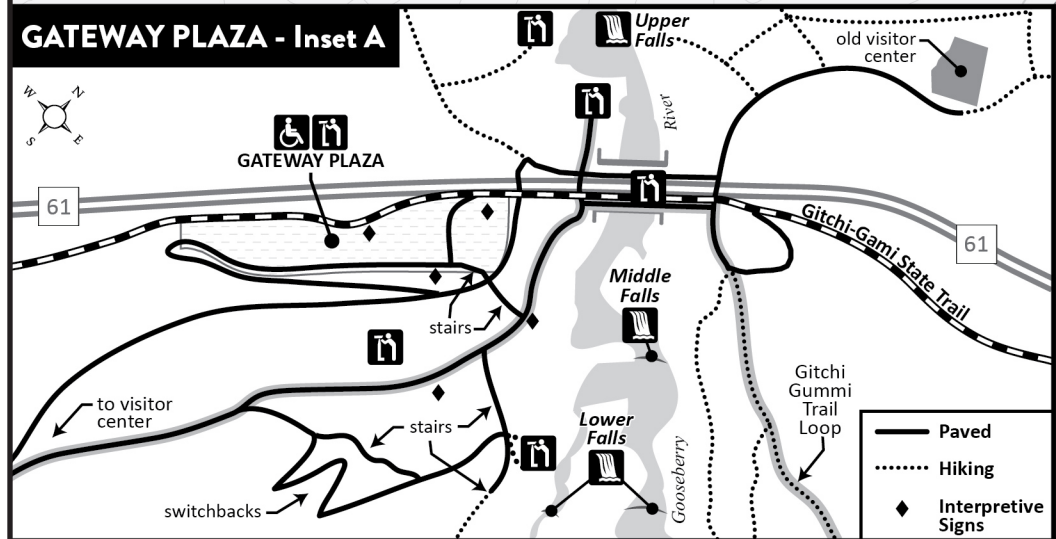 GATEWAY PLAZA - Inset A
Upper
Falls
old visitor
center
W
N
S
E
River
GATEWAY PLAZA
61
Gitchi-Gami State Trail
61
Middle
Falls
stairs
Gitchi
Gummi
Trail
Loop
to visitor
center
stairs
Lower
Falls
Gooseberry
switchbacks
Paved
Hiking
Interpretive
Signs